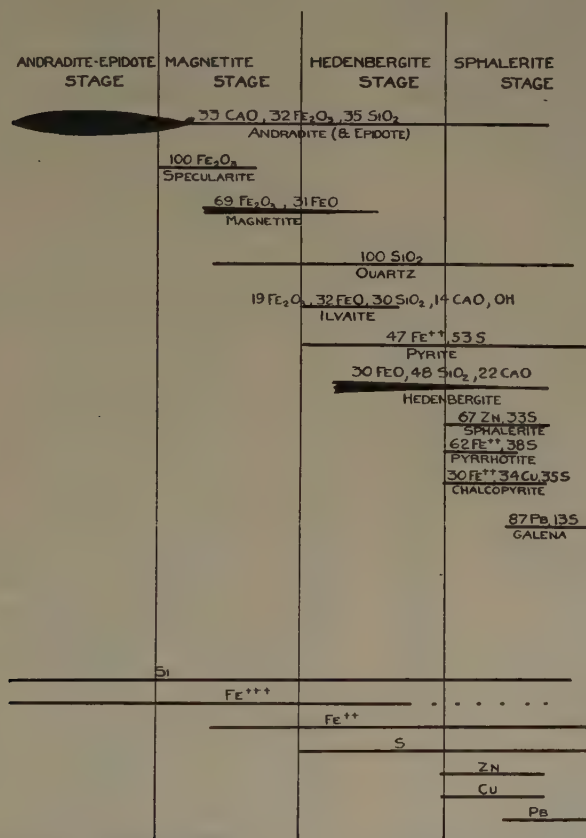 ANDRADITE-EPIDOTE STAGE
MAGNETITE STAGE
HEDENBERGITE STAGE
SPHALERITE STAGE
33 CaO, 32 Fe₂O₃, 35 SiO₂
ANDRADITE (& EPIDOTE)
100 Fe₂O₃
SPECULARITE
69 Fe₂O₃, 31 FeO
MAGNETITE
100 SiO₂
QUARTZ
19 Fe₂O₃, 32 FeO, 30 SiO₂, 14 CaO, OH
ILVAITE
47 Fe⁺⁺, 53 S
PYRITE
30 FeO, 48 SiO₂, 22 CaO
HEDENBERGITE
67 Zn, 33 S
SPHALERITE
62 Fe⁺⁺, 38 S
PYRRHOTITE
30 Fe⁺⁺, 34 Cu, 35 S
CHALCOPYRITE
87 Pb, 13 S
GALENA
Si
Fe⁺⁺⁺
Fe⁺⁺
S
Zn
Cu
Pb